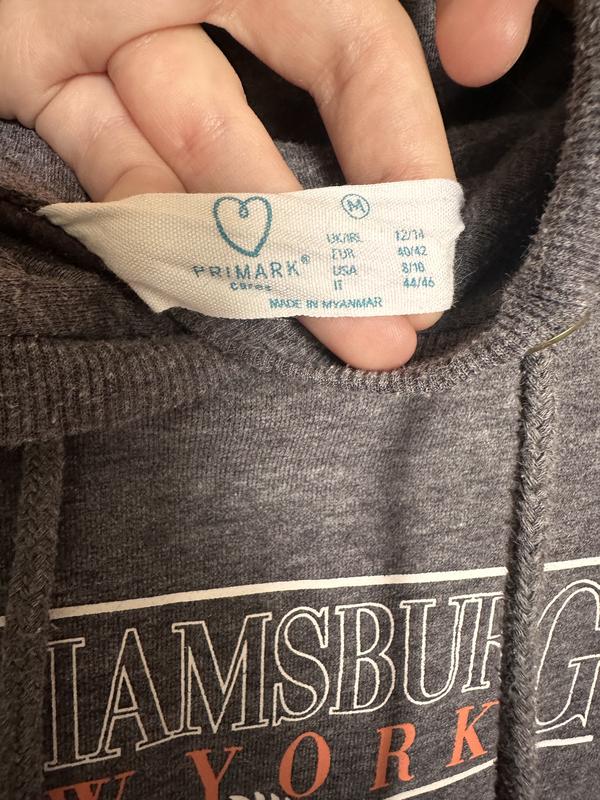 M
PRIMARK®
cares
UK/IRL 12/14
EUR 40/42
USA 8/10
IT 44/46
MADE IN MYANMAR
IAMSBURG
W YORK